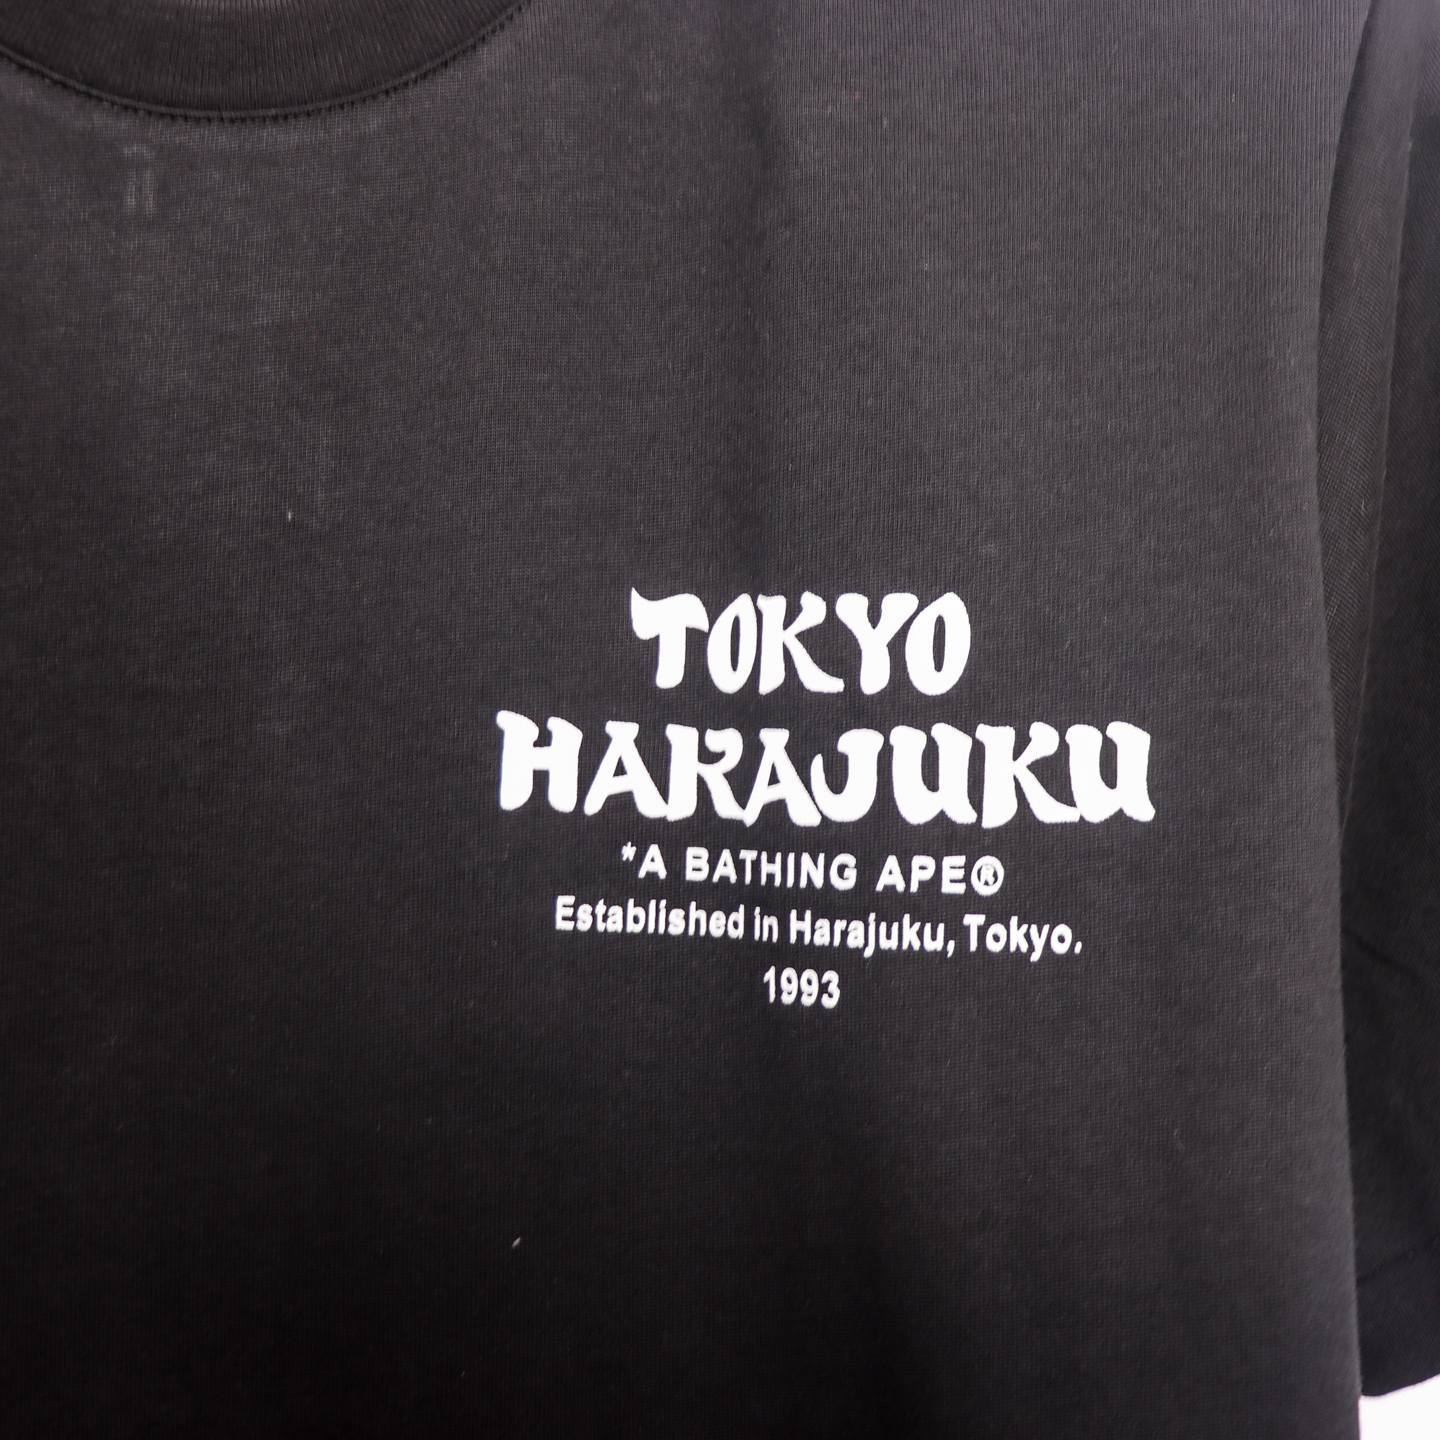 TOKYO
HARAJUKU
*A BATHING APE®
Established in Harajuku, Tokyo.
1993